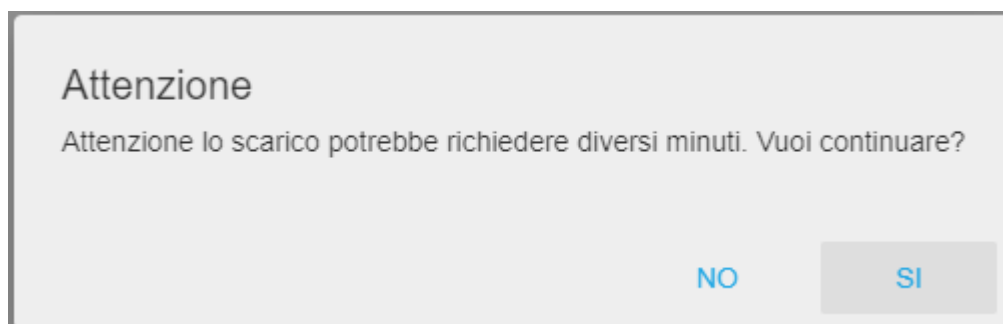 Attenzione
Attenzione lo scarico potrebbe richiedere diversi minuti. Vuoi continuare?
NO SI